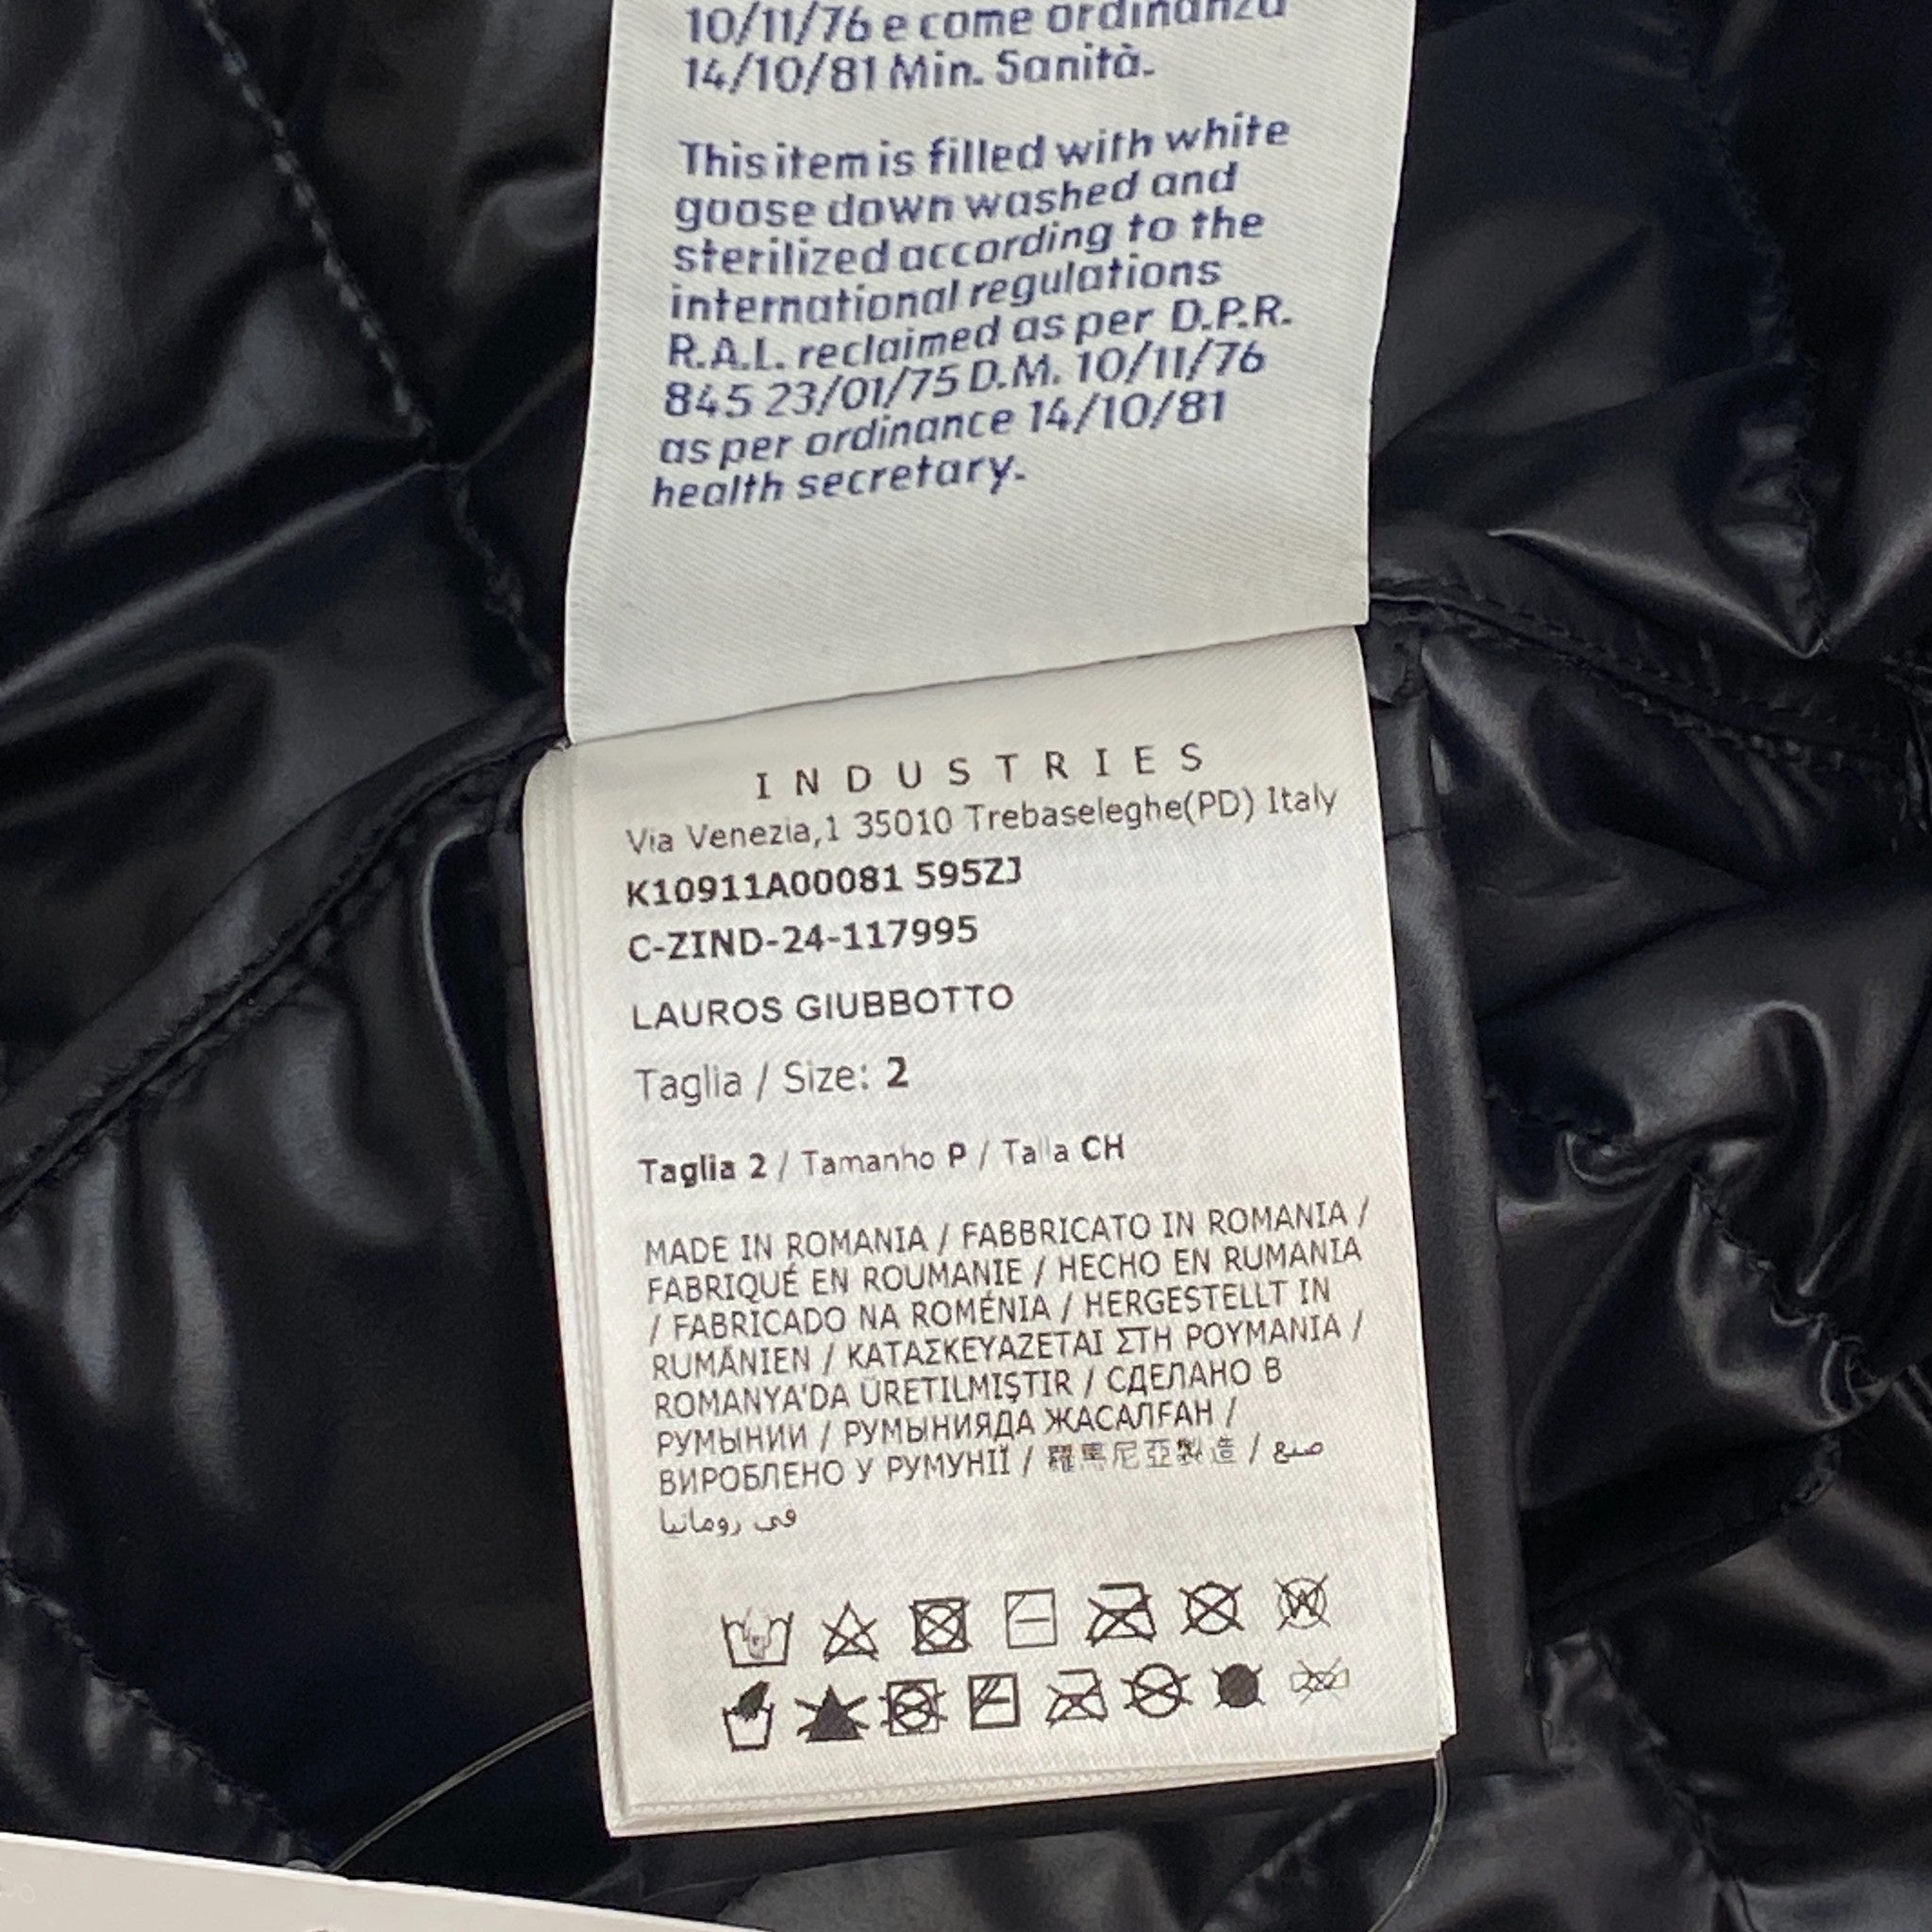 10/11/76 e come ordinanza
14/10/81 Min. Sanità.
This item is filled with white
goose down washed and
sterilized according to the
international regulations
R.A.L. reclaimed as per D.P.R.
845 23/01/75 D.M. 10/11/76
as per ordinance 14/10/81
health secretary.
INDUSTRIES
Via Venezia,1 35010 Trebaseleghe(PD) Italy
K10911A00081 595ZJ
C-ZIND-24-117995
LAUROS GIUBBOTTO
Taglia / Size: 2
Taglia 2 / Tamanho P / Talla CH
MADE IN ROMANIA / FABBRICATO IN ROMANIA /
FABRIQUÉ EN ROUMANIE / HECHO EN RUMANIA
/ FABRICADO NA ROMÉNIA / HERGESTELLT IN
RUMÄNIEN / ΚΑΤΑΣΚΕΥΑΖΕΤΑΙ ΣΤΗ ΡΟΥΜΑΝΙΑ /
ROMANYA'DA ÜRETILMIŞTIR / СДЕЛАНО В
РУМЫНИИ / РУМЫНИЯДА ЖАСАЛҒАН /
ВИРОБЛЕНО У РУМУНІЇ / 羅馬尼亞製造 / صنع
في رومانيا